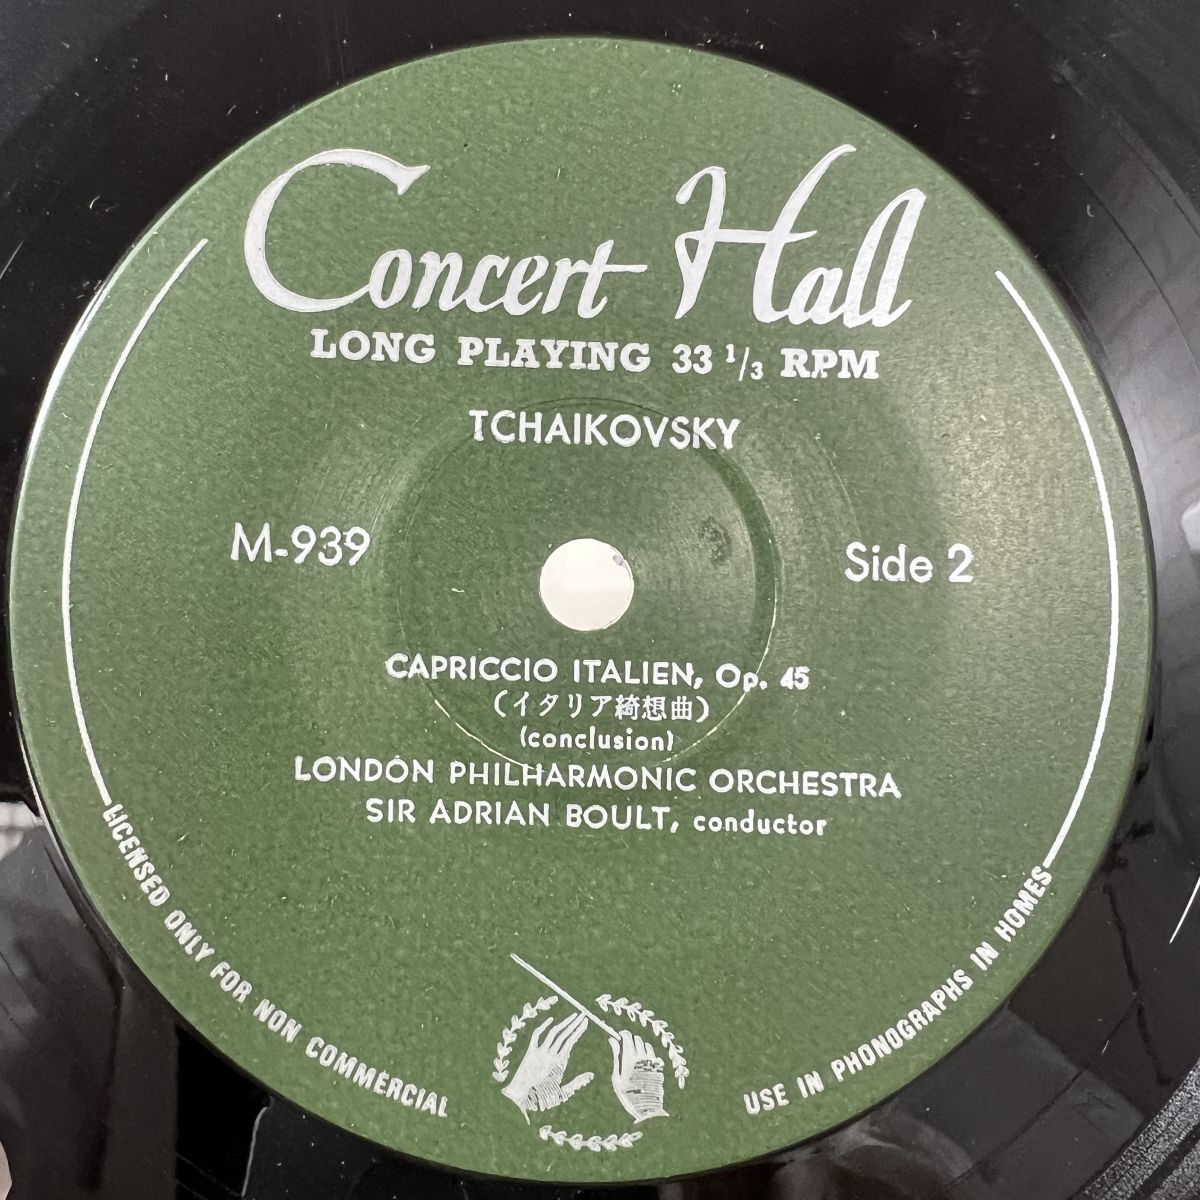 Concert Hall
LONG PLAYING 33 1/3 RPM
TCHAIKOVSKY
M-939
Side 2
CAPRICCIO ITALIEN, Op. 45
(イタリア綺想曲)
(conclusion)
LONDON PHILHARMONIC ORCHESTRA
SIR ADRIAN BOULT, conductor
LICENSED ONLY FOR NON COMMERCIAL
USE IN PHONOGRAPHS IN HOMES